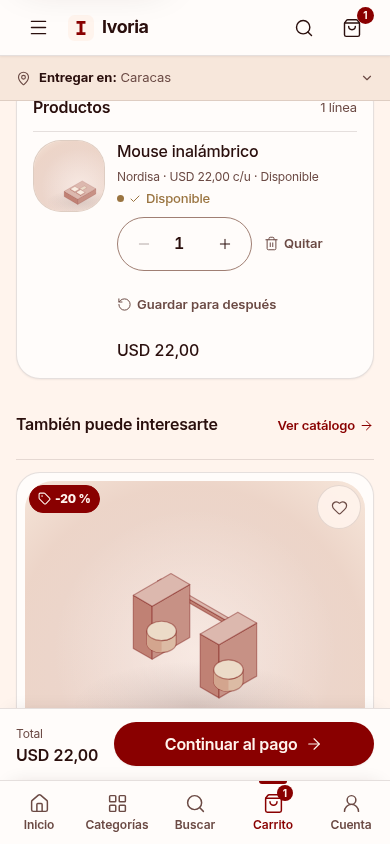 Ivoria
1
Entregar en: Caracas
Productos
1 línea
Mouse inalámbrico
Nordisa · USD 22,00 c/u · Disponible
Disponible
1
Quitar
Guardar para después
USD 22,00
También puede interesarte
Ver catálogo
-20 %
Total
USD 22,00
Continuar al pago
1
Inicio
Categorías
Buscar
Carrito
Cuenta